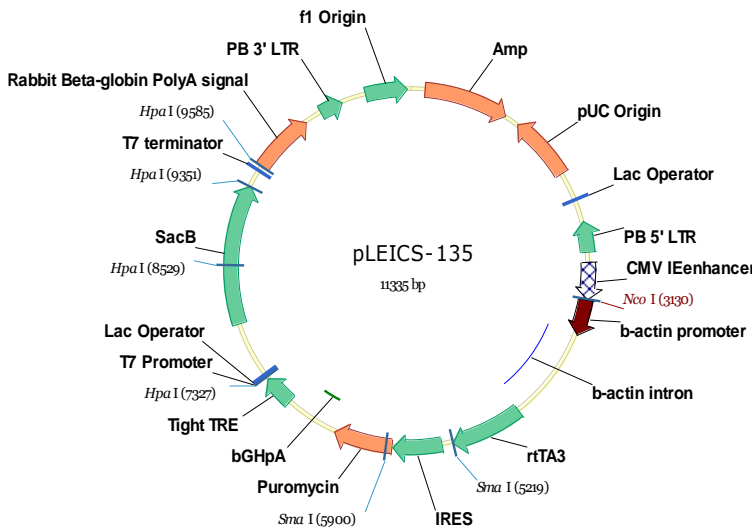 f1 Origin
PB 3' LTR
Amp
Rabbit Beta-globin PolyA signal
HpaI (9585)
pUC Origin
T7 terminator
HpaI (9351)
Lac Operator
SacB
pLEICS-135
11335 bp
PB 5' LTR
CMV IEenhancer
HpaI (8529)
NcoI (3130)
b-actin promoter
Lac Operator
T7 Promoter
HpaI (7327)
b-actin intron
Tight TRE
bGHpA
rtTA3
Puromycin
SmaI (5219)
SmaI (5900)
IRES